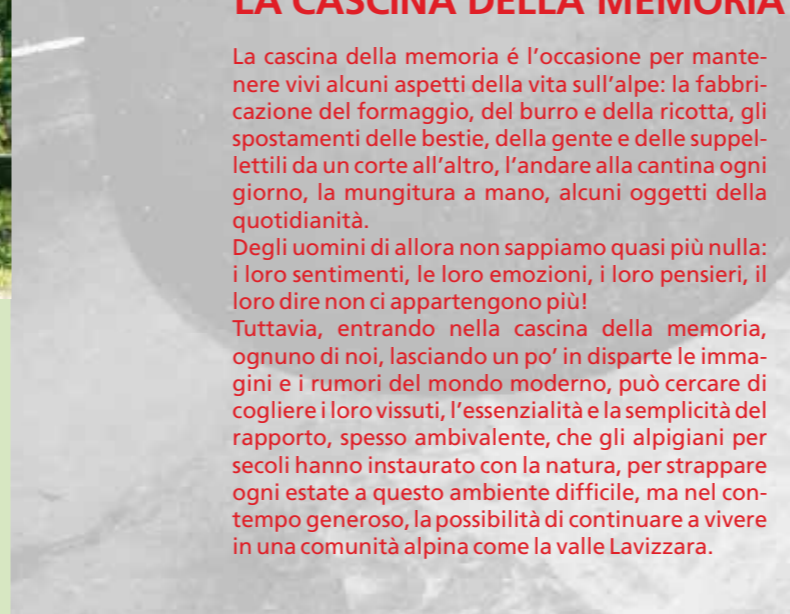 LA CASCINA DELLA MEMORIA
La cascina della memoria é l’occasione per mante-
nere vivi alcuni aspetti della vita sull’alpe: la fabbri-
cazione del formaggio, del burro e della ricotta, gli
spostamenti delle bestie, della gente e delle suppel-
lettili da un corte all’altro, l’andare alla cantina ogni
giorno, la mungitura a mano, alcuni oggetti della
quotidianità.
Degli uomini di allora non sappiamo quasi più nulla:
i loro sentimenti, le loro emozioni, i loro pensieri, il
loro dire non ci appartengono più!
Tuttavia, entrando nella cascina della memoria,
ognuno di noi, lasciando un po’ in disparte le imma-
gini e i rumori del mondo moderno, può cercare di
cogliere i loro vissuti, l’essenzialità e la semplicità del
rapporto, spesso ambivalente, che gli alpigiani per
secoli hanno instaurato con la natura, per strappare
ogni estate a questo ambiente difficile, ma nel con-
tempo generoso, la possibilità di continuare a vivere
in una comunità alpina come la valle Lavizzara.